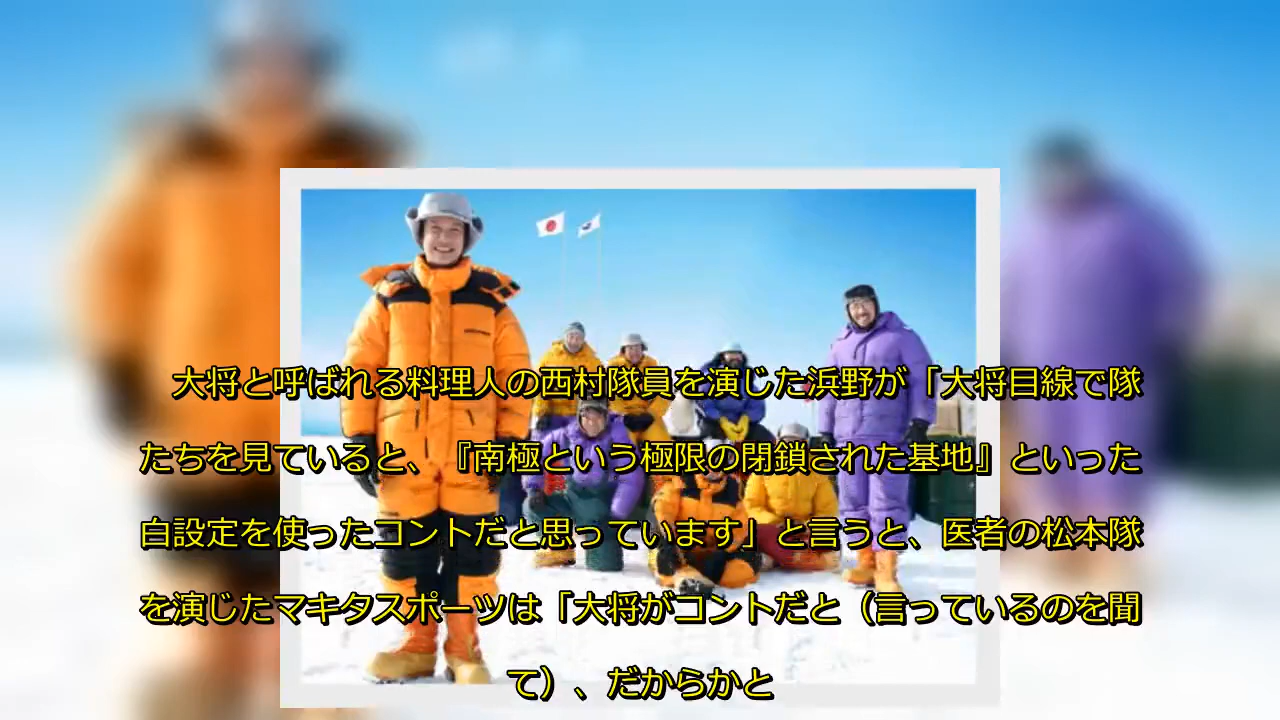 大将と呼ばれる料理人の西村隊員を演じた浜野が「大将目線で隊
たちを見ていると、『南極という極限の閉鎖された基地』といった
白設定を使ったコントだと思っています」と言うと、医者の松本隊
を演じたマキタスポーツは「大将がコントだと（言っているのを聞
て）、だからかと